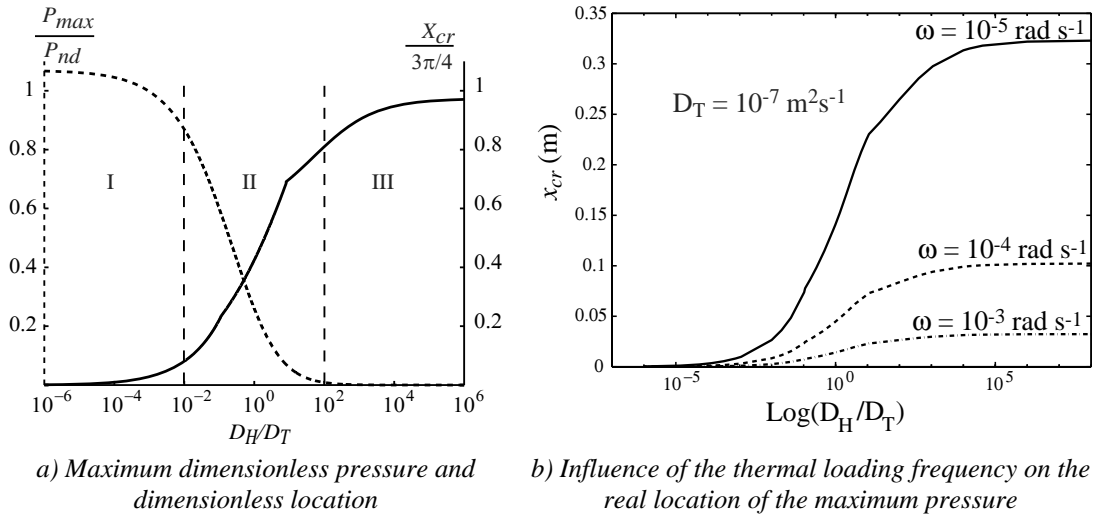 P_max
P_nd
X_cr
3π/4
1
0.8
0.6
0.4
0.2
I
II
III
1
0.8
0.6
0.4
0.2
10^-6
10^-4
10^-2
10^0
10^2
10^4
10^6
D_H/D_T
a) Maximum dimensionless pressure and
dimensionless location
0.35
0.3
0.25
0.2
0.15
0.1
0.05
0
x_cr (m)
ω = 10^-5 rad s^-1
D_T = 10^-7 m^2s^-1
ω = 10^-4 rad s^-1
ω = 10^-3 rad s^-1
10^-5
10^0
10^5
Log(D_H/D_T)
b) Influence of the thermal loading frequency on the
real location of the maximum pressure